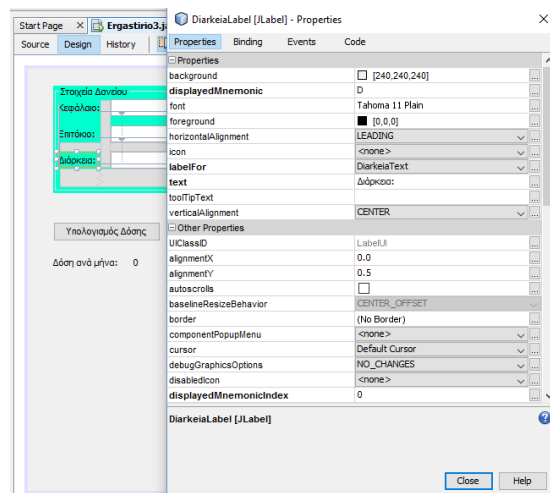 Start Page
Ergastirio3.ja
Source Design History
Στοιχεία Δανείου
Κεφάλαιο:
Επιτόκιο:
Διάρκεια:
Υπολογισμός Δόσης
Δόση ανά μήνα: 0
DiarkeiaLabel [JLabel] - Properties
Properties Binding Events Code
Properties
background [240,240,240]
displayedMnemonic D
font Tahoma 11 Plain
foreground [0,0,0]
horizontalAlignment LEADING
icon <none>
labelFor DiarkeiaText
text Διάρκεια:
toolTipText
verticalAlignment CENTER
Other Properties
UIClassID LabelUI
alignmentX 0.0
alignmentY 0.5
autoscrolls
baselineResizeBehavior CENTER_OFFSET
border (No Border)
componentPopupMenu <none>
cursor Default Cursor
debugGraphicsOptions NO_CHANGES
disabledIcon <none>
displayedMnemonicIndex 0
DiarkeiaLabel [JLabel]
Close Help